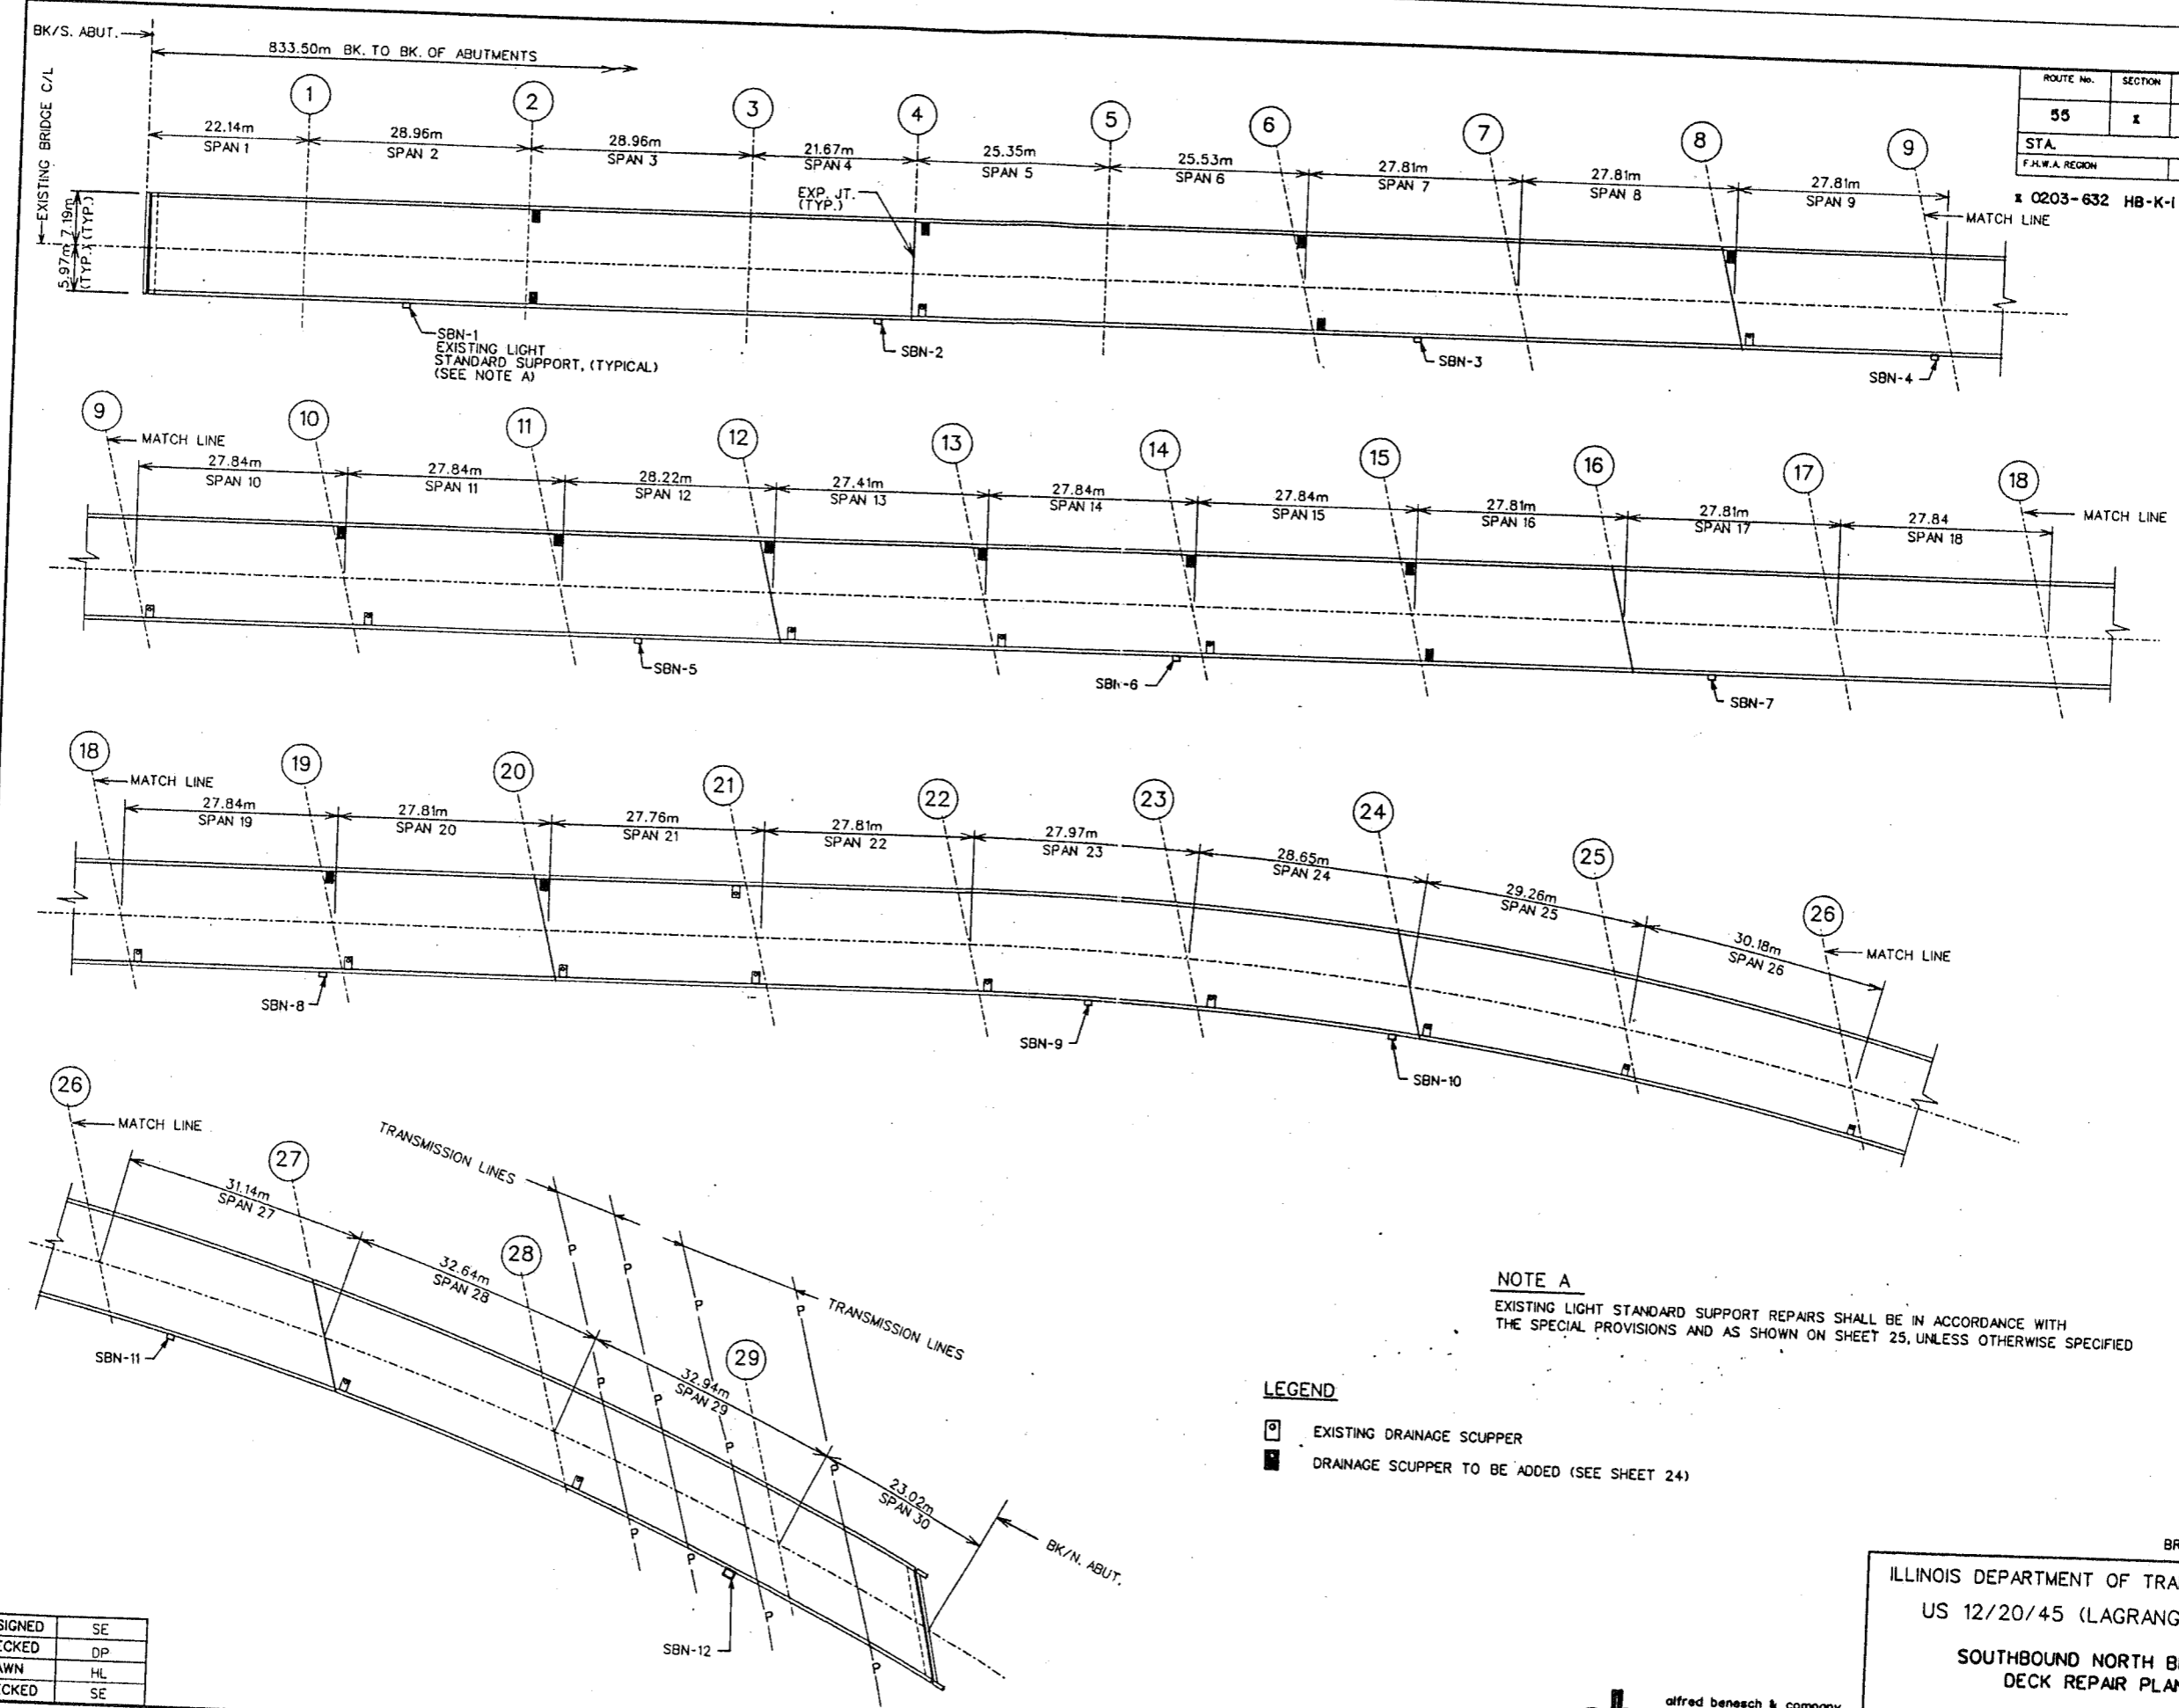 BK/S. ABUT.
833.50m BK. TO BK. OF ABUTMENTS
EXISTING BRIDGE C/L
1
2
3
4
5
6
7
8
9
22.14m
SPAN 1
28.96m
SPAN 2
28.96m
SPAN 3
21.67m
SPAN 4
25.35m
SPAN 5
25.53m
SPAN 6
27.81m
SPAN 7
27.81m
SPAN 8
27.81m
SPAN 9
MATCH LINE
ROUTE No.
SECTION
55
STA.
F.H.W.A. REGION
0203-632 HB-K-1
7.19m
(TYP.)
5.97m
(TYP.)
EXP. JT.
(TYP.)
SBN-1
EXISTING LIGHT
STANDARD SUPPORT, (TYPICAL)
(SEE NOTE A)
SBN-2
SBN-3
SBN-4
9
MATCH LINE
10
11
12
13
14
15
16
17
18
MATCH LINE
27.84m
SPAN 10
27.84m
SPAN 11
28.22m
SPAN 12
27.41m
SPAN 13
27.84m
SPAN 14
27.84m
SPAN 15
27.81m
SPAN 16
27.81m
SPAN 17
27.84
SPAN 18
SBN-5
SBN-6
SBN-7
18
MATCH LINE
19
20
21
22
23
24
25
26
MATCH LINE
27.84m
SPAN 19
27.81m
SPAN 20
27.76m
SPAN 21
27.81m
SPAN 22
27.97m
SPAN 23
28.65m
SPAN 24
29.26m
SPAN 25
30.18m
SPAN 26
SBN-8
SBN-9
SBN-10
26
MATCH LINE
27
28
29
TRANSMISSION LINES
TRANSMISSION LINES
31.14m
SPAN 27
32.64m
SPAN 28
32.94m
SPAN 29
23.02m
SPAN 30
P
P
P
P
P
P
P
P
P
P
P
P
BK/N. ABUT.
SBN-11
SBN-12
NOTE A
EXISTING LIGHT STANDARD SUPPORT REPAIRS SHALL BE IN ACCORDANCE WITH
THE SPECIAL PROVISIONS AND AS SHOWN ON SHEET 25, UNLESS OTHERWISE SPECIFIED
LEGEND
EXISTING DRAINAGE SCUPPER
DRAINAGE SCUPPER TO BE ADDED (SEE SHEET 24)
SIGNED SE
ECKED DP
AWN HL
ECKED SE
BR
ILLINOIS DEPARTMENT OF TRA
US 12/20/45 (LAGRANG
SOUTHBOUND NORTH B
DECK REPAIR PLAN
alfred benesch & company